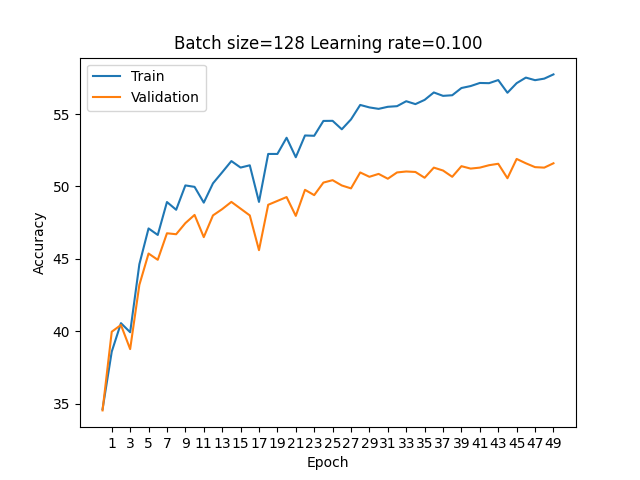 Batch size=128 Learning rate=0.100
Train
Validation
55
50
45
40
35
Accuracy
1 3 5 7 9 11 13 15 17 19 21 23 25 27 29 31 33 35 37 39 41 43 45 47 49
Epoch